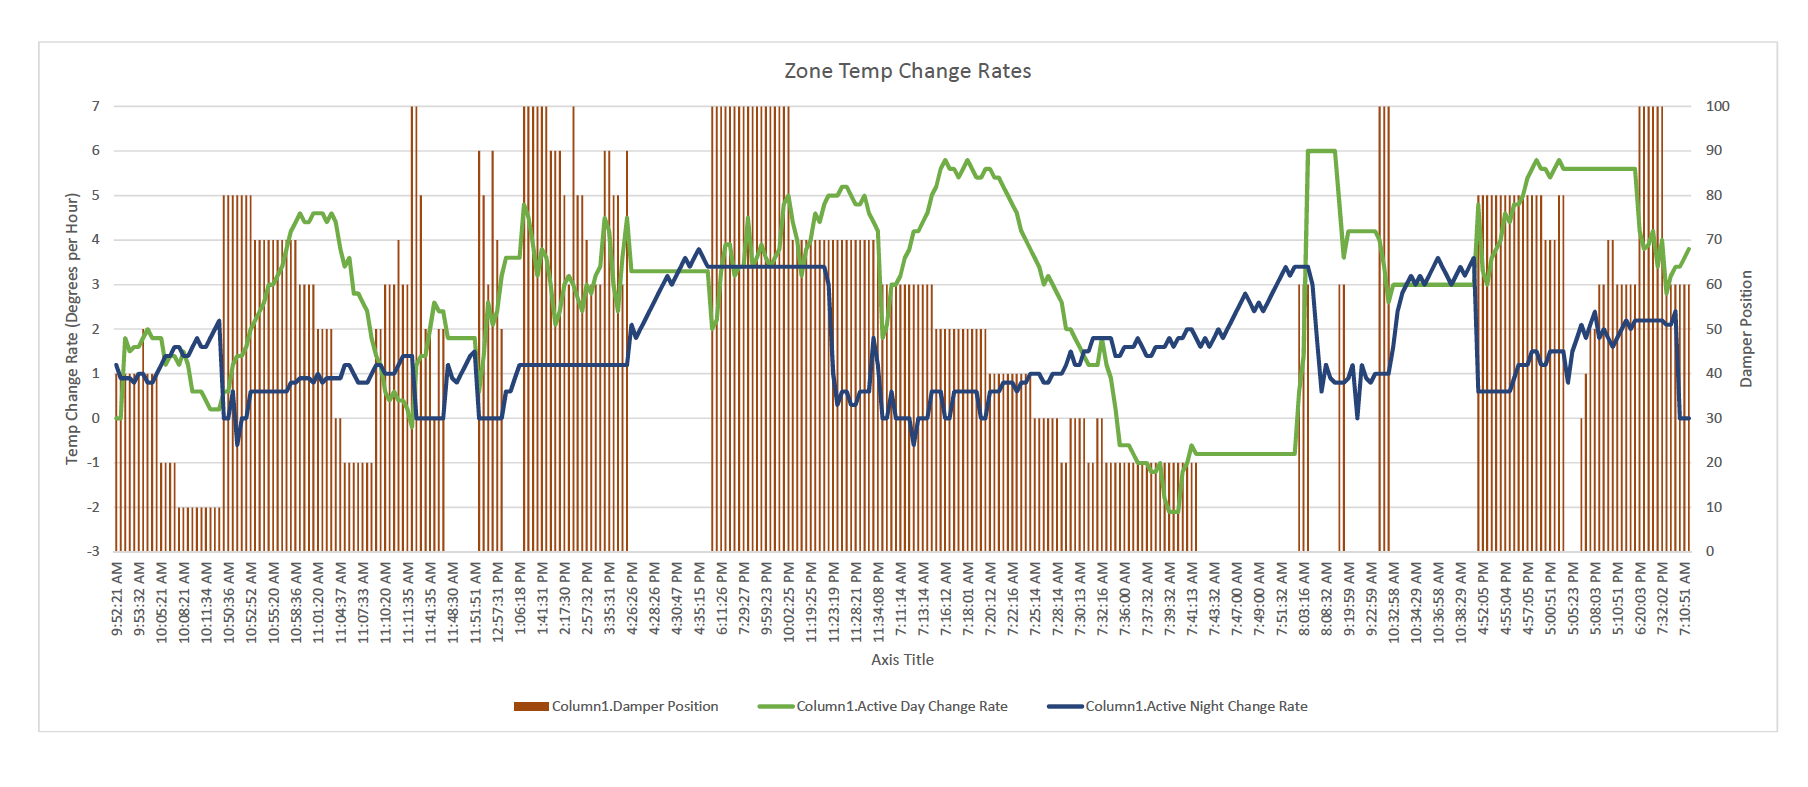 Zone Temp Change Rates
7
6
5
4
3
2
1
0
-1
-2
-3
Temp Change Rate (Degrees per Hour)
100
90
80
70
60
50
40
30
20
10
0
Damper Position
9:52:21 AM
9:53:32 AM
10:05:21 AM
10:08:21 AM
10:11:34 AM
10:50:36 AM
10:52:52 AM
10:55:20 AM
10:58:36 AM
11:01:20 AM
11:04:37 AM
11:07:33 AM
11:10:20 AM
11:11:35 AM
11:41:35 AM
11:48:30 AM
11:51:51 AM
12:57:31 PM
1:06:18 PM
1:41:31 PM
2:17:30 PM
2:57:32 PM
3:35:31 PM
4:26:26 PM
4:28:26 PM
4:30:47 PM
4:35:15 PM
6:11:26 PM
7:29:27 PM
9:59:23 PM
10:02:25 PM
11:19:25 PM
11:23:19 PM
11:28:21 PM
11:34:08 PM
7:11:14 AM
7:13:14 AM
7:16:12 AM
7:18:01 AM
7:20:12 AM
7:22:16 AM
7:25:14 AM
7:28:14 AM
7:30:13 AM
7:32:16 AM
7:36:00 AM
7:37:32 AM
7:39:32 AM
7:41:13 AM
7:43:32 AM
7:47:00 AM
7:49:00 AM
7:51:32 AM
8:03:16 AM
8:08:32 AM
9:19:59 AM
9:22:59 AM
10:32:58 AM
10:34:29 AM
10:36:58 AM
10:38:29 AM
4:52:05 PM
4:55:04 PM
4:57:05 PM
5:00:51 PM
5:05:23 PM
5:08:03 PM
5:10:51 PM
6:20:03 PM
7:32:02 PM
7:10:51 AM
Axis Title
Column1.Damper Position
Column1.Active Day Change Rate
Column1.Active Night Change Rate